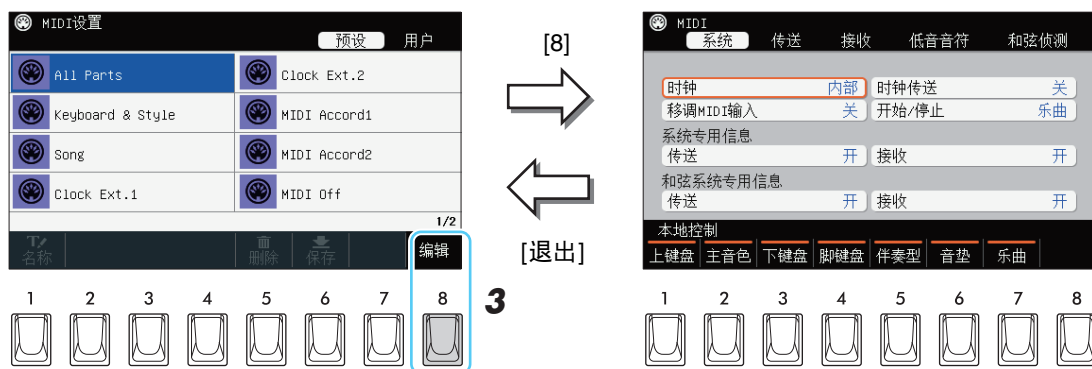 MIDI设置
预设 用户
All Parts Clock Ext.2
Keyboard & Style MIDI Accord1
Song MIDI Accord2
Clock Ext.1 MIDI Off
1/2
名称 删除 保存 编辑
1 2 3 4 5 6 7 8
3
[8]
[退出]
MIDI
系统 传送 接收 低音音符 和弦侦测
时钟 内部 时钟传送 关
移调MIDI输入 关 开始/停止 乐曲
系统专用信息
传送 开 接收 开
和弦系统专用信息
传送 开 接收 开
本地控制
上键盘 主音色 下键盘 脚键盘 伴奏型 音垫 乐曲
1 2 3 4 5 6 7 8